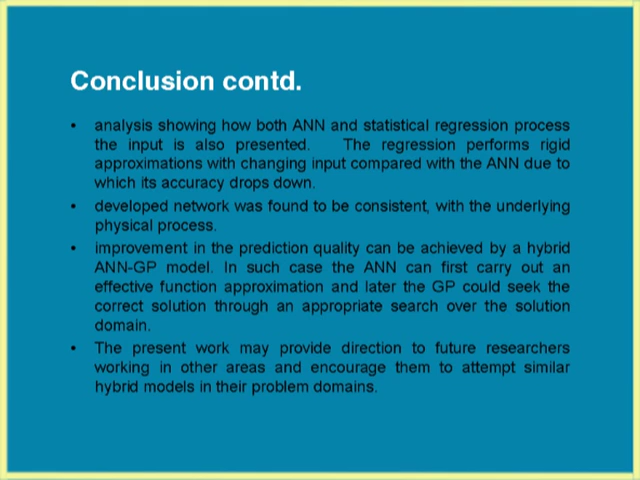 Conclusion contd.
• analysis showing how both ANN and statistical regression process
the input is also presented. The regression performs rigid
approximations with changing input compared with the ANN due to
which its accuracy drops down.
• developed network was found to be consistent, with the underlying
physical process.
• improvement in the prediction quality can be achieved by a hybrid
ANN-GP model. In such case the ANN can first carry out an
effective function approximation and later the GP could seek the
correct solution through an appropriate search over the solution
domain.
• The present work may provide direction to future researchers
working in other areas and encourage them to attempt similar
hybrid models in their problem domains.